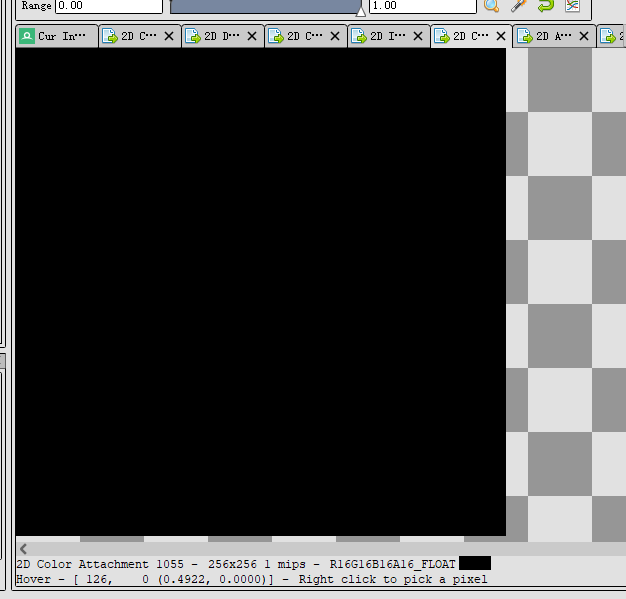 Range 0.00 1.00
Cur In··· 2D C··· 2D D··· 2D C··· 2D I··· 2D C··· 2D A··· 2
2D Color Attachment 1055 - 256x256 1 mips - R16G16B16A16_FLOAT
Hover - [ 126, 0 (0.4922, 0.0000)] - Right click to pick a pixel